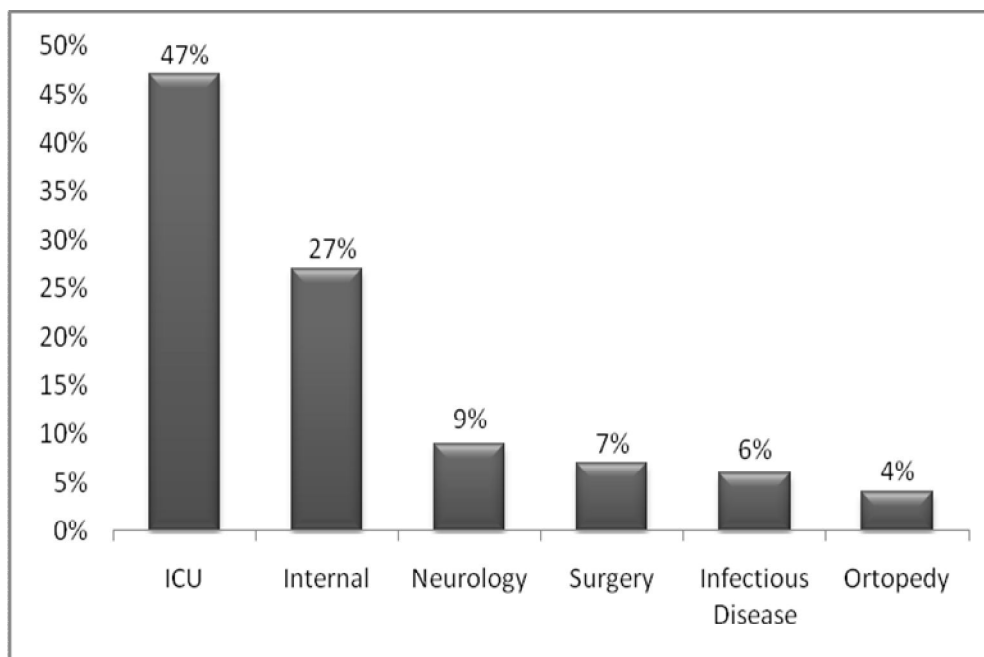 50%
45%
40%
35%
30%
25%
20%
15%
10%
5%
0%
47%
27%
9%
7%
6%
4%
ICU
Internal
Neurology
Surgery
Infectious
Disease
Ortopedy